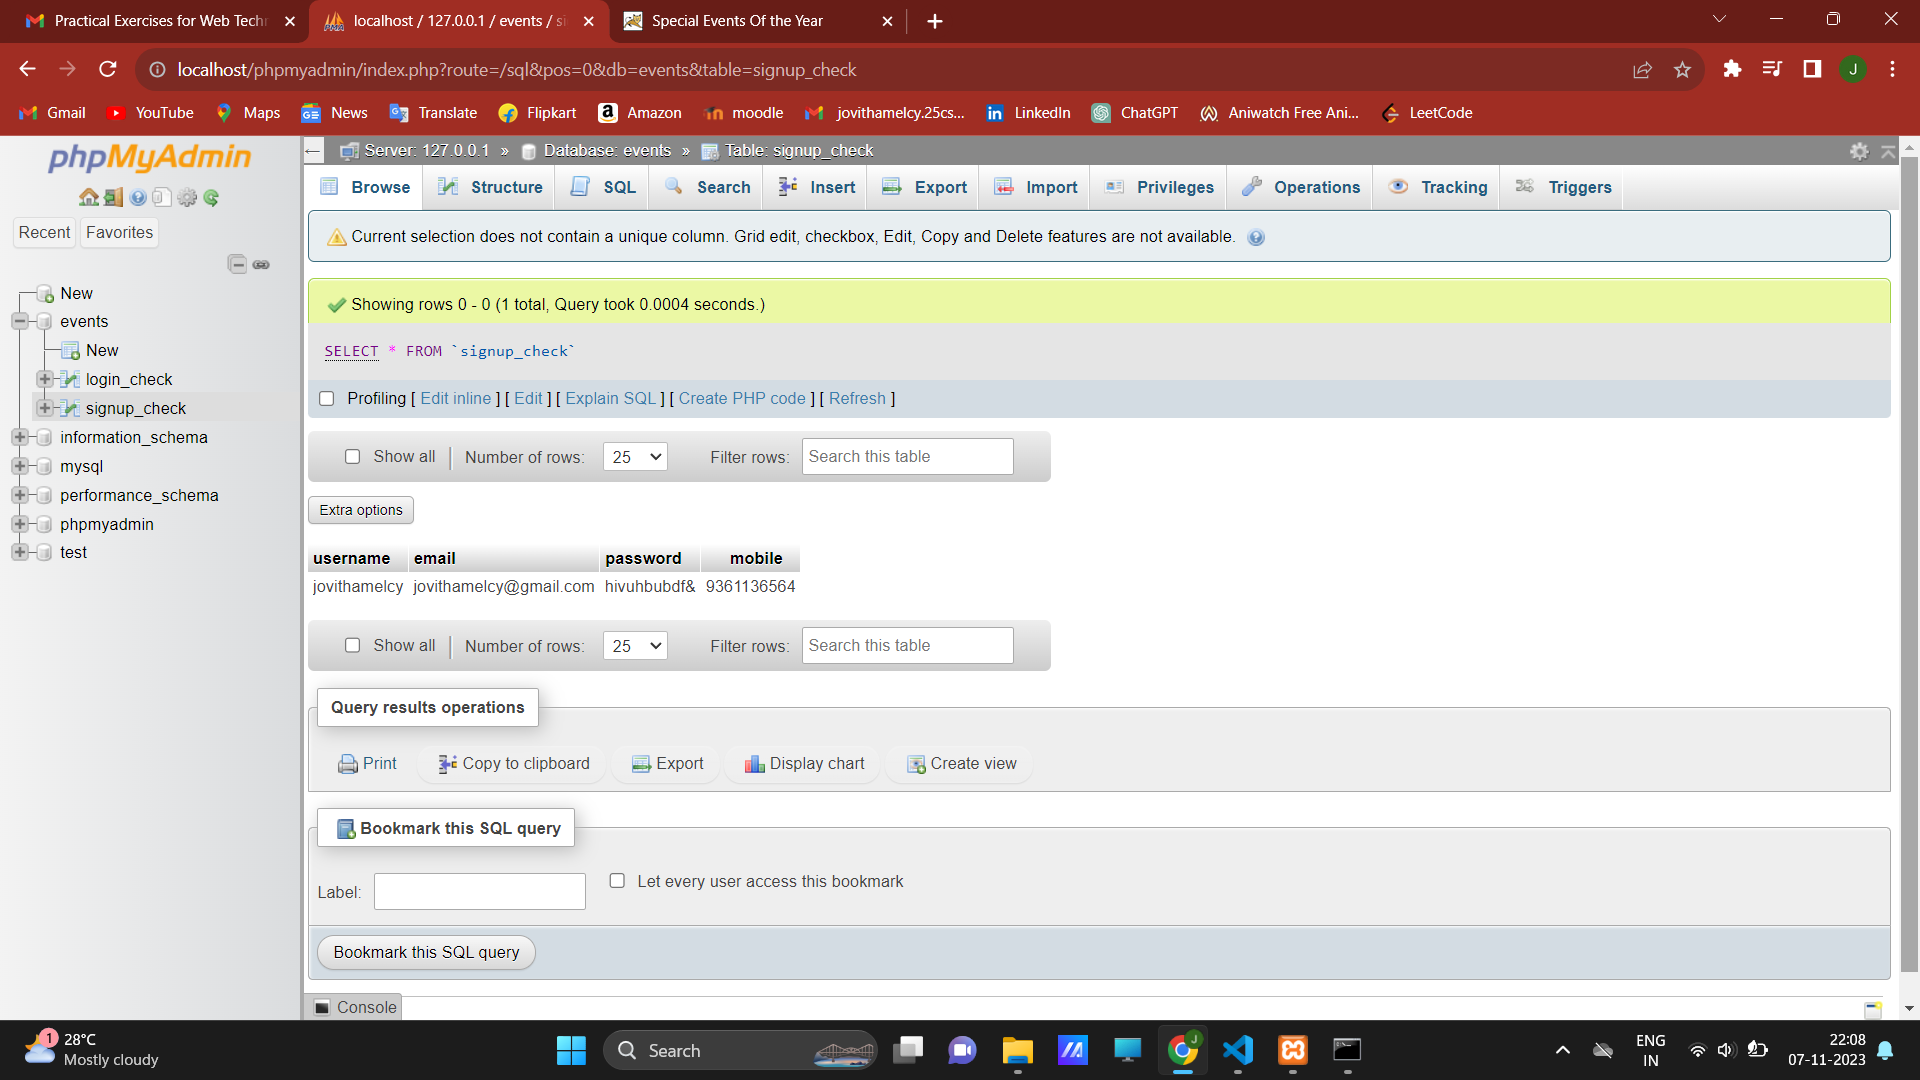 Practical Exercises for Web Techn
localhost / 127.0.0.1 / events / si
Special Events Of the Year
localhost/phpmyadmin/index.php?route=/sql&pos=0&db=events&table=signup_check
J
Gmail
YouTube
Maps
News
Translate
Flipkart
Amazon
moodle
jovithamelcy.25cs...
LinkedIn
ChatGPT
Aniwatch Free Ani...
LeetCode
phpMyAdmin
Server: 127.0.0.1 » Database: events » Table: signup_check
Browse
Structure
SQL
Search
Insert
Export
Import
Privileges
Operations
Tracking
Triggers
Recent
Favorites
New
events
New
login_check
signup_check
information_schema
mysql
performance_schema
phpmyadmin
test
Current selection does not contain a unique column. Grid edit, checkbox, Edit, Copy and Delete features are not available.
Showing rows 0 - 0 (1 total, Query took 0.0004 seconds.)
SELECT * FROM `signup_check`
Profiling [ Edit inline ] [ Edit ] [ Explain SQL ] [ Create PHP code ] [ Refresh ]
Show all
Number of rows: 25
Filter rows: Search this table
Extra options
username email password mobile
jovithamelcy jovithamelcy@gmail.com hivuhbubdf& 9361136564
Show all
Number of rows: 25
Filter rows: Search this table
Query results operations
Print
Copy to clipboard
Export
Display chart
Create view
Bookmark this SQL query
Label:
Let every user access this bookmark
Bookmark this SQL query
Console
1
28°C
Mostly cloudy
Search
J
ENG
IN
22:08
07-11-2023